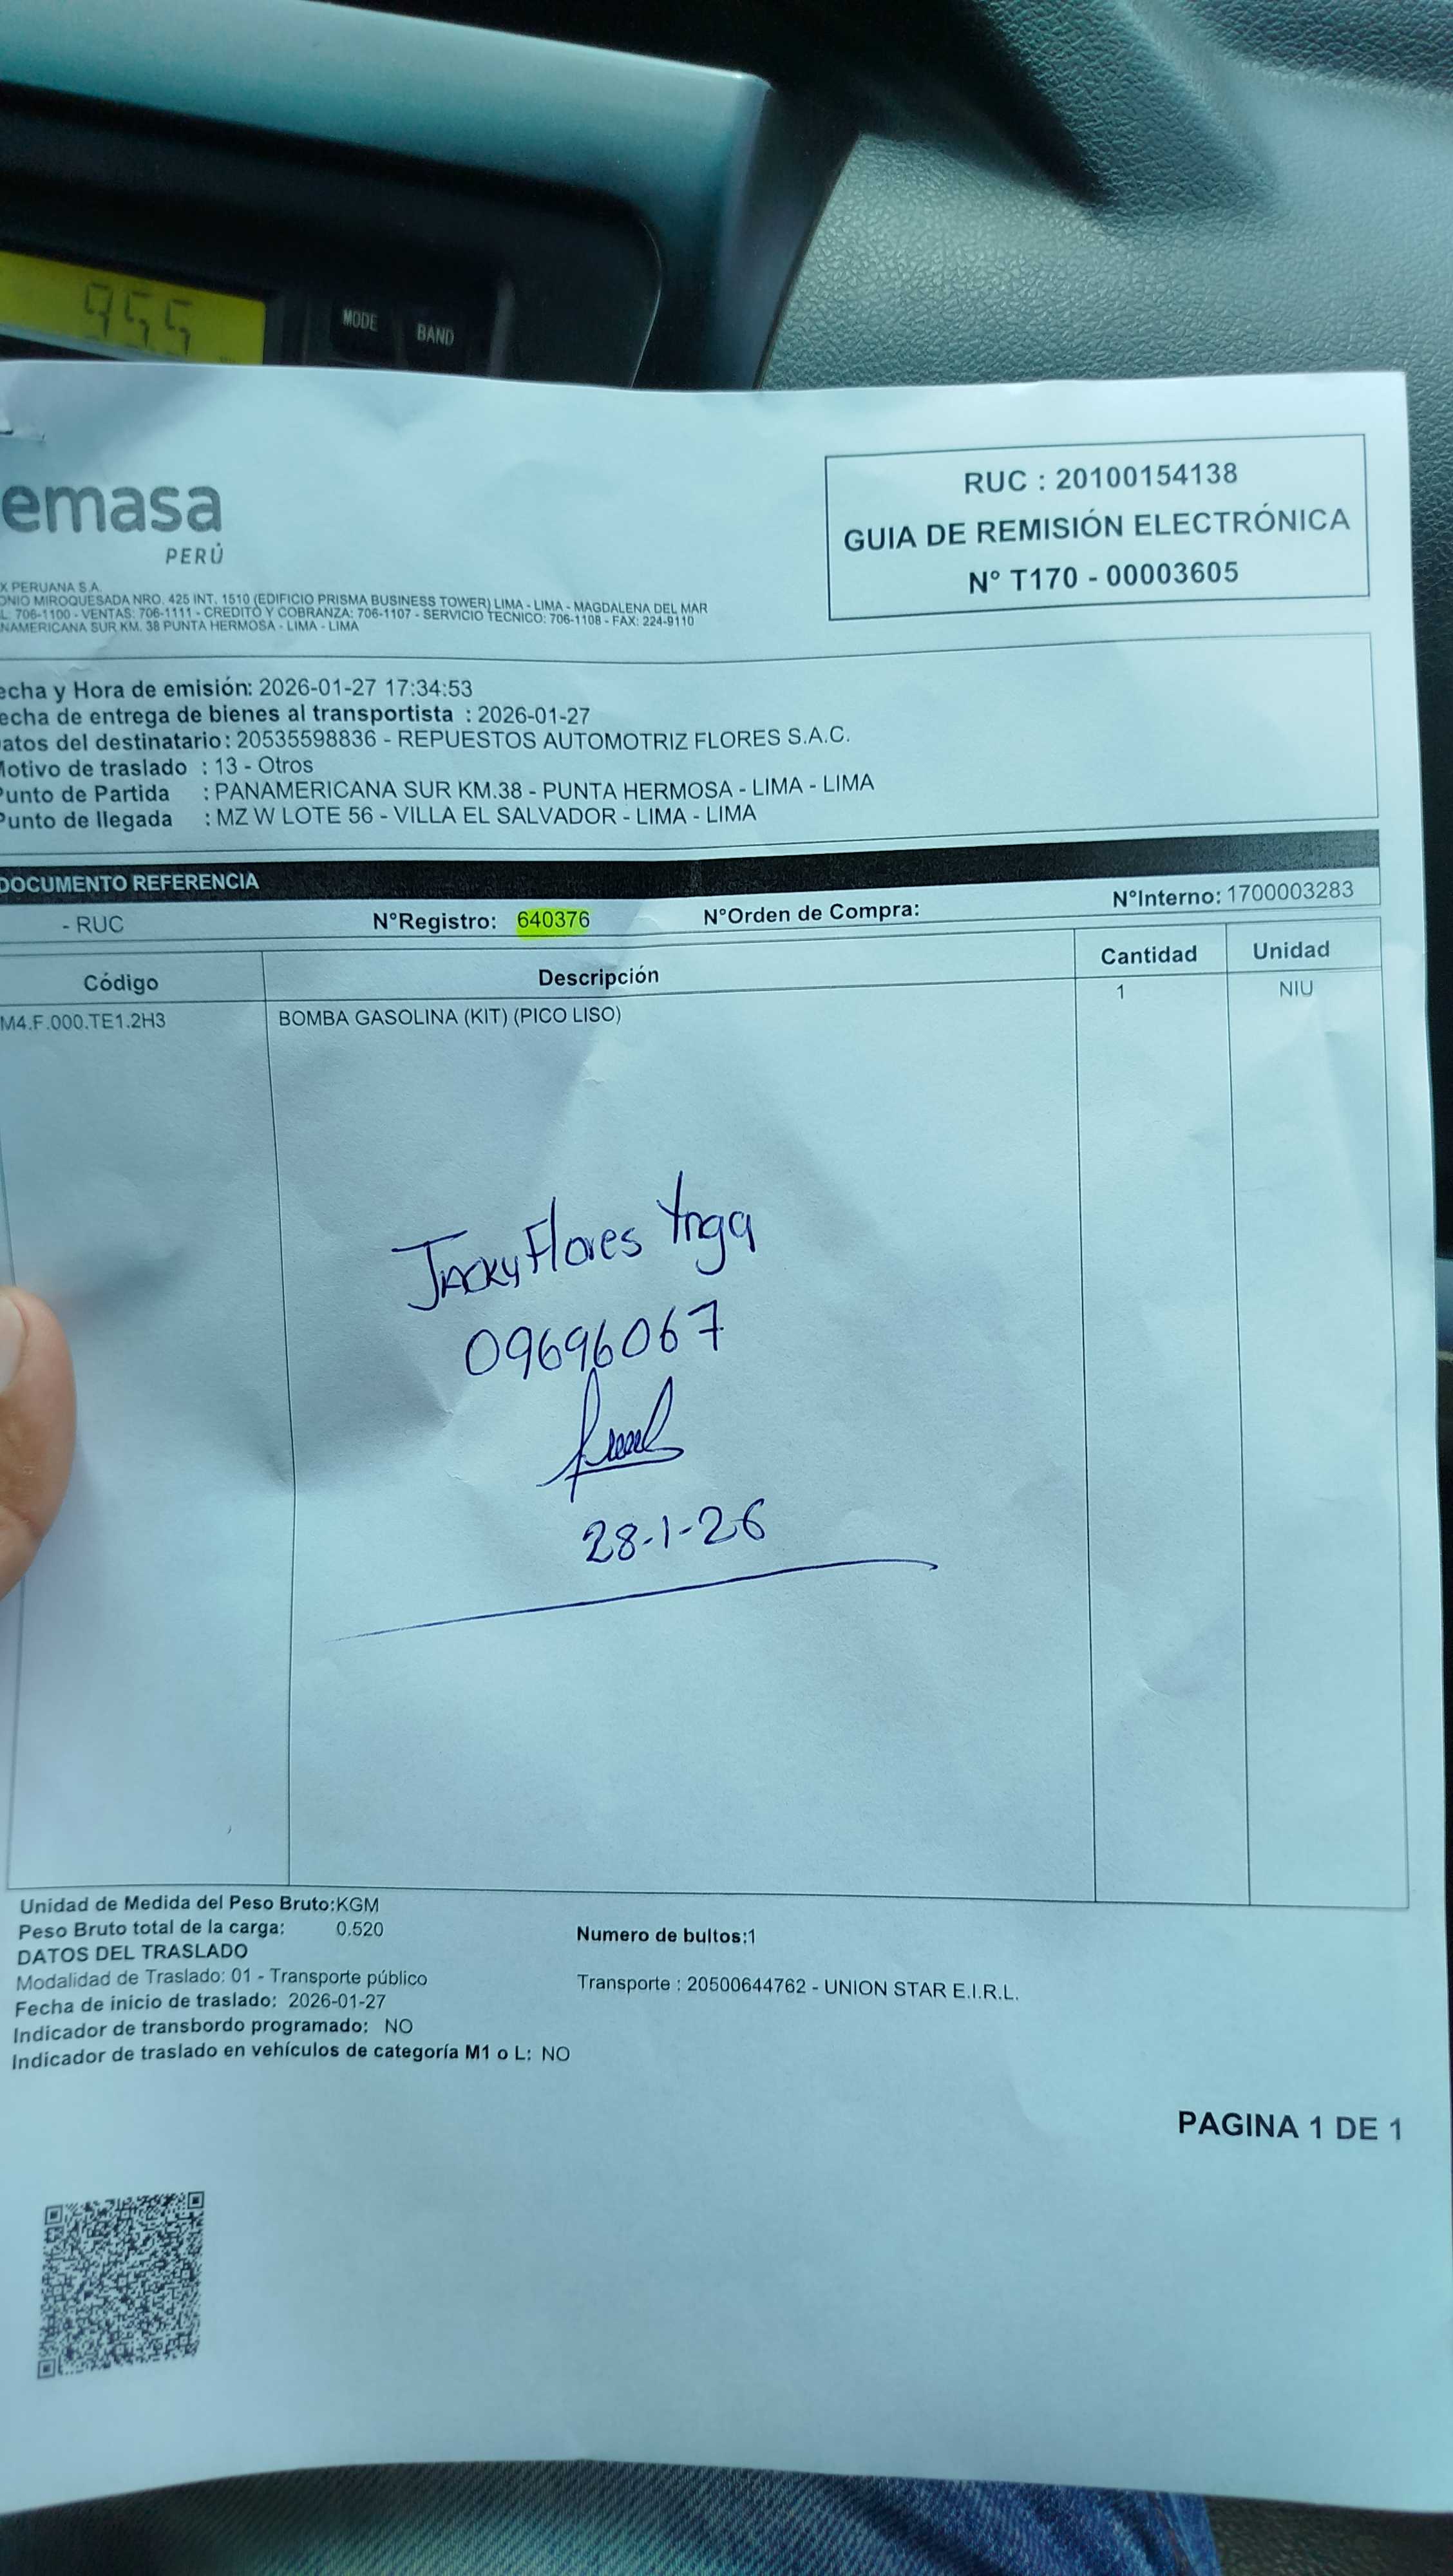 95.5
MODE BAND
emasa
PERÚ
RUC : 20100154138
GUIA DE REMISIÓN ELECTRÓNICA
N° T170 - 00003605
X PERUANA S.A.
ONIO MIROQUESADA NRO. 425 INT. 1510 (EDIFICIO PRISMA BUSINESS TOWER) LIMA - LIMA - MAGDALENA DEL MAR
L. 706-1100 - VENTAS: 706-1111 - CREDITO Y COBRANZA: 706-1107 - SERVICIO TECNICO: 706-1108 - FAX: 224-9110
NAMERICANA SUR KM. 38 PUNTA HERMOSA - LIMA - LIMA
echa y Hora de emisión: 2026-01-27 17:34:53
echa de entrega de bienes al transportista : 2026-01-27
atos del destinatario: 20535598836 - REPUESTOS AUTOMOTRIZ FLORES S.A.C.
Motivo de traslado : 13 - Otros
Punto de Partida : PANAMERICANA SUR KM.38 - PUNTA HERMOSA - LIMA - LIMA
Punto de llegada : MZ W LOTE 56 - VILLA EL SALVADOR - LIMA - LIMA
DOCUMENTO REFERENCIA
- RUC N°Registro: 640376 N°Orden de Compra: N°Interno: 1700003283
Código Descripción Cantidad Unidad
M4.F.000.TE1.2H3 BOMBA GASOLINA (KIT) (PICO LISO) 1 NIU
Jacky Flores Ynga
09696067
28-1-26
Unidad de Medida del Peso Bruto:KGM
Peso Bruto total de la carga: 0.520 Numero de bultos:1
DATOS DEL TRASLADO
Modalidad de Traslado: 01 - Transporte público Transporte : 20500644762 - UNION STAR E.I.R.L.
Fecha de inicio de traslado: 2026-01-27
Indicador de transbordo programado: NO
Indicador de traslado en vehículos de categoría M1 o L: NO
PAGINA 1 DE 1